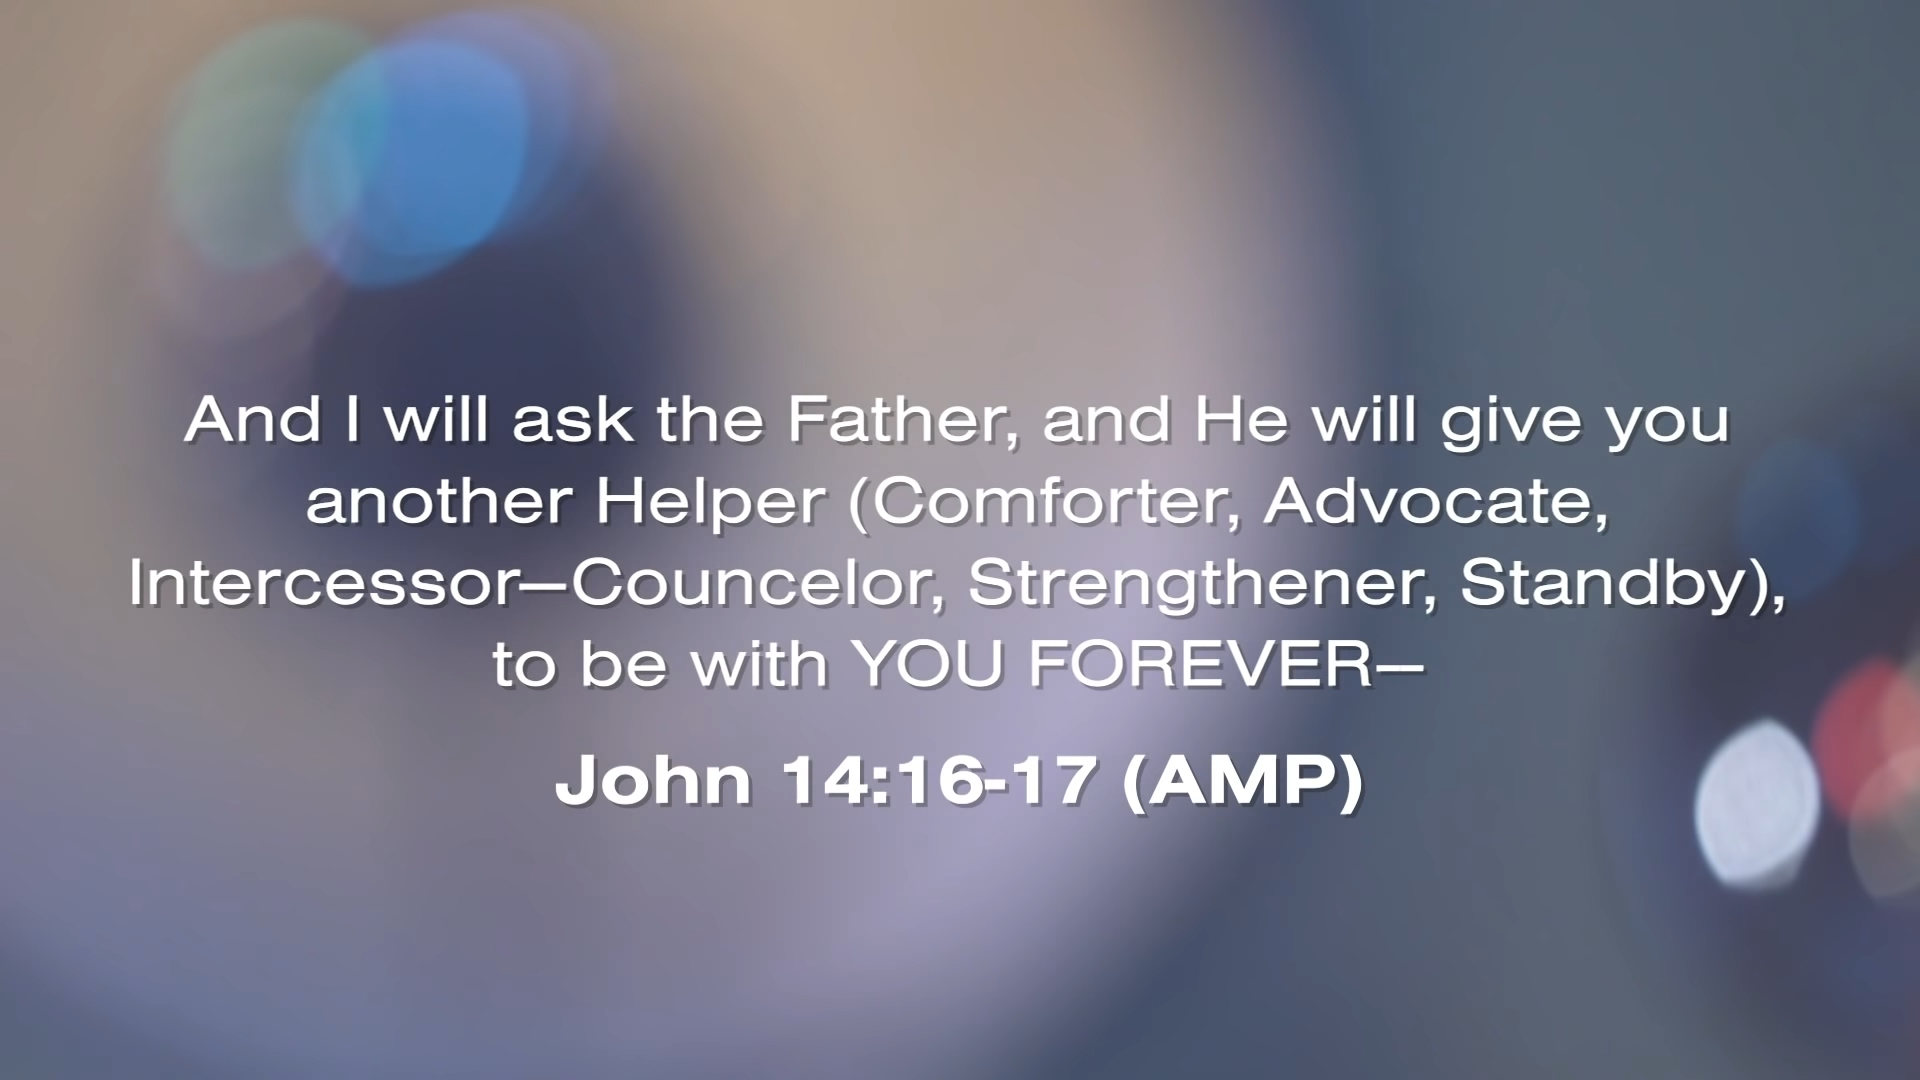 And I will ask the Father, and He will give you
another Helper (Comforter, Advocate,
Intercessor—Councelor, Strengthener, Standby),
to be with YOU FOREVER—
John 14:16-17 (AMP)